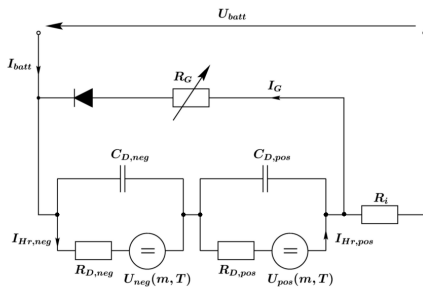 U_batt
I_batt
R_G
I_G
C_D,neg
C_D,pos
R_i
I_Hr,neg
I_Hr,pos
R_D,neg
U_neg(m, T)
R_D,pos
U_pos(m, T)